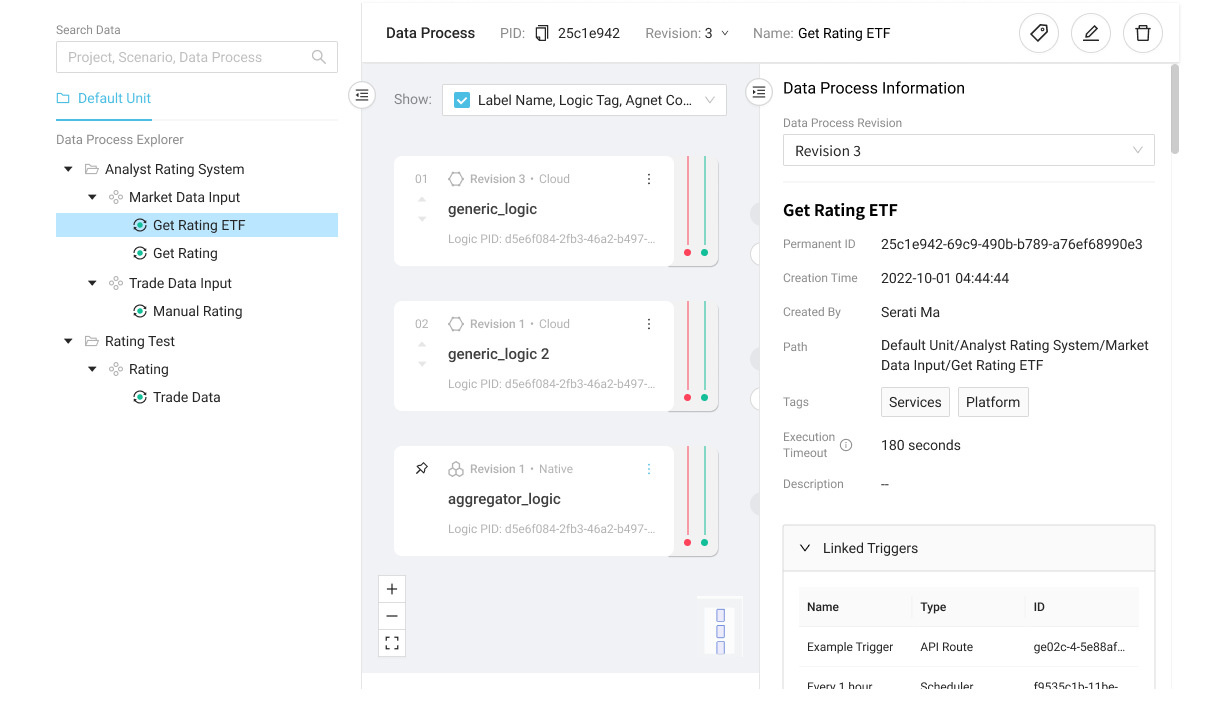 Search Data
Project, Scenario, Data Process
Default Unit
Data Process Explorer
Analyst Rating System
Market Data Input
Get Rating ETF
Get Rating
Trade Data Input
Manual Rating
Rating Test
Rating
Trade Data
Data Process PID: 25c1e942 Revision: 3 Name: Get Rating ETF
Show: Label Name, Logic Tag, Agnet Co...
01 Revision 3 • Cloud
generic_logic
Logic PID: d5e6f084-2fb3-46a2-b497-...
02 Revision 1 • Cloud
generic_logic 2
Logic PID: d5e6f084-2fb3-46a2-b497-...
Revision 1 • Native
aggregator_logic
Logic PID: d5e6f084-2fb3-46a2-b497-...
Data Process Information
Data Process Revision
Revision 3
Get Rating ETF
Permanent ID 25c1e942-69c9-490b-b789-a76ef68990e3
Creation Time 2022-10-01 04:44:44
Created By Serati Ma
Path Default Unit/Analyst Rating System/Market
Data Input/Get Rating ETF
Tags Services Platform
Execution
Timeout 180 seconds
Description --
Linked Triggers
Name Type ID
Example Trigger API Route ge02c-4-5e88af...
Every 1 hour Scheduler f9535c1b-11be-